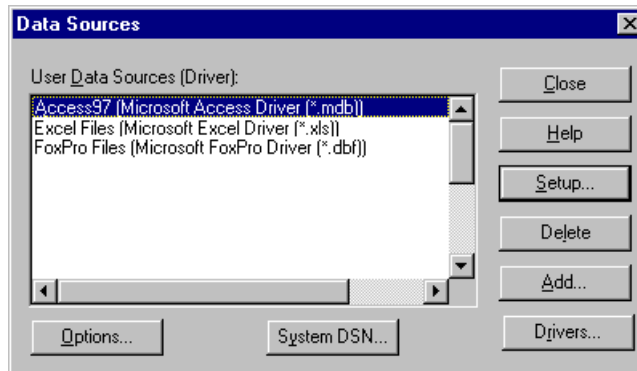 Data Sources
User Data Sources (Driver):
Access97 (Microsoft Access Driver (*.mdb))
Excel Files (Microsoft Excel Driver (*.xls))
FoxPro Files (Microsoft FoxPro Driver (*.dbf))
Close
Help
Setup...
Delete
Add...
Options...
System DSN...
Drivers...